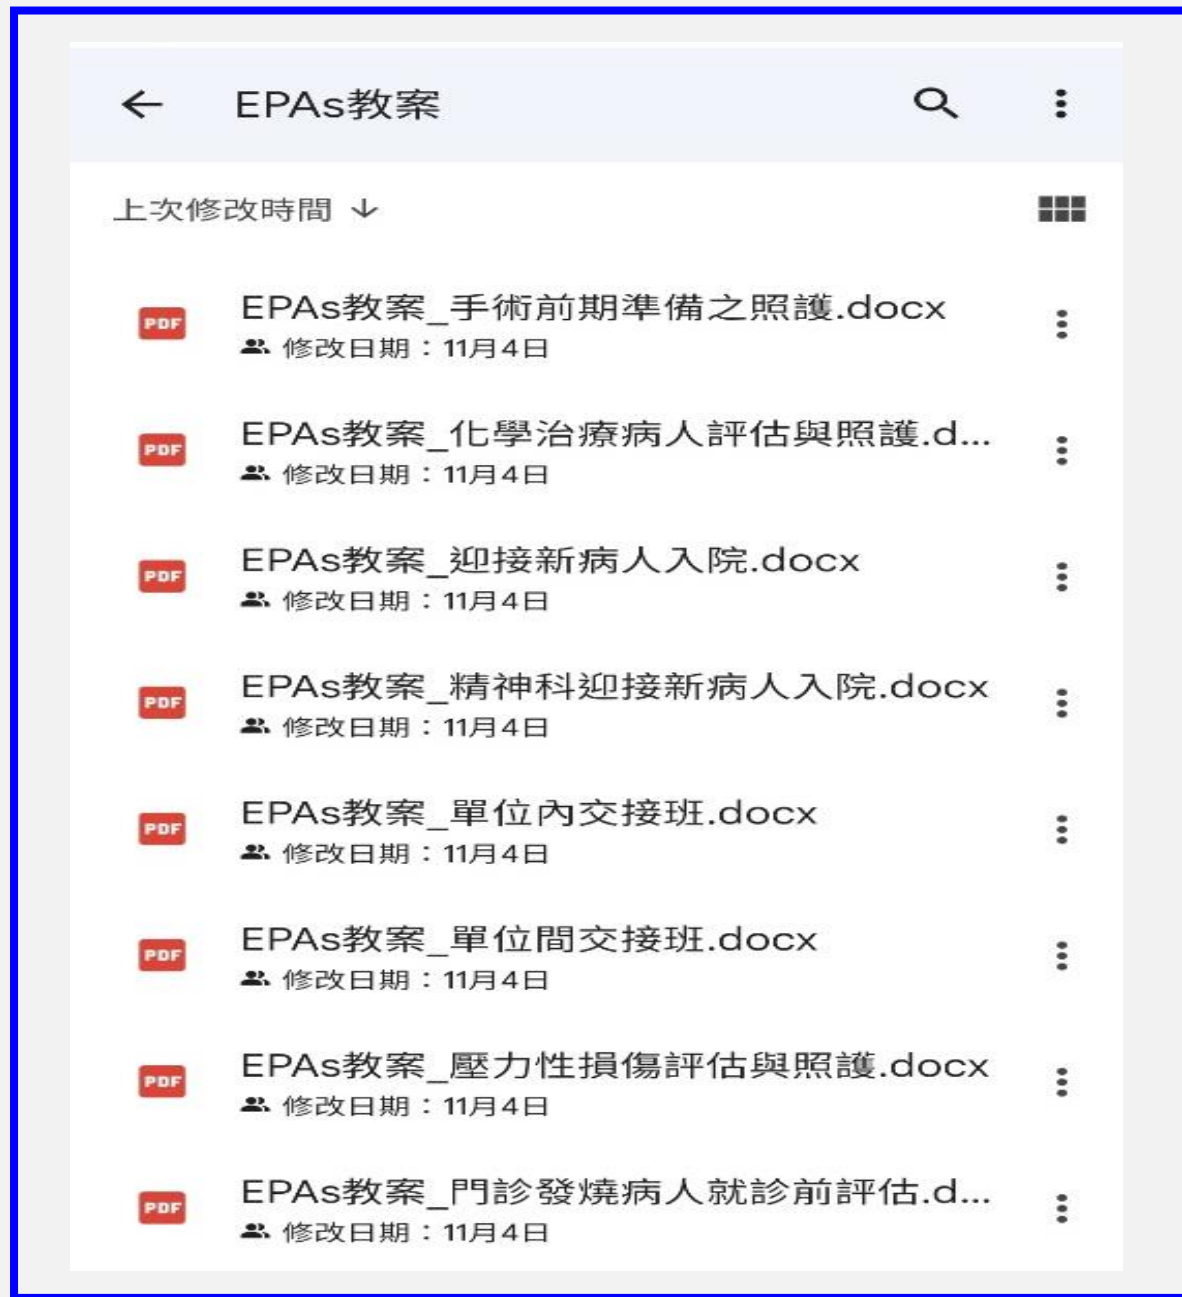 EPAs教案
上次修改時間
EPAs教案_手術前期準備之照護.docx
PDF
修改日期：11月4日
EPAs教案_化學治療病人評估與照護.d...
PDF
修改日期：11月4日
EPAs教案_迎接新病人入院.docx
PDF
修改日期：11月4日
EPAs教案_精神科迎接新病人入院.docx
PDF
修改日期：11月4日
EPAs教案_單位內交接班.docx
PDF
修改日期：11月4日
EPAs教案_單位間交接班.docx
PDF
修改日期：11月4日
EPAs教案_壓力性損傷評估與照護.docx
PDF
修改日期：11月4日
EPAs教案_門診發燒病人就診前評估.d...
PDF
修改日期：11月4日